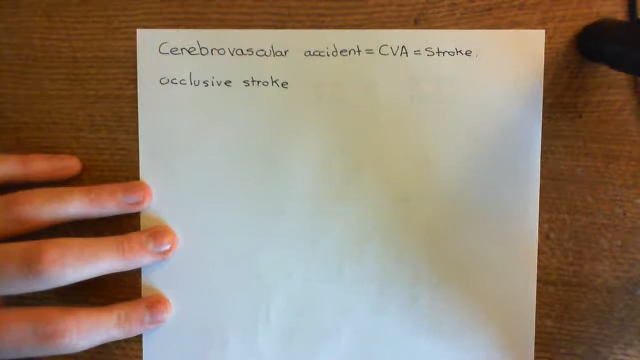 Cerebrovascular accident = CVA = Stroke.
occlusive stroke